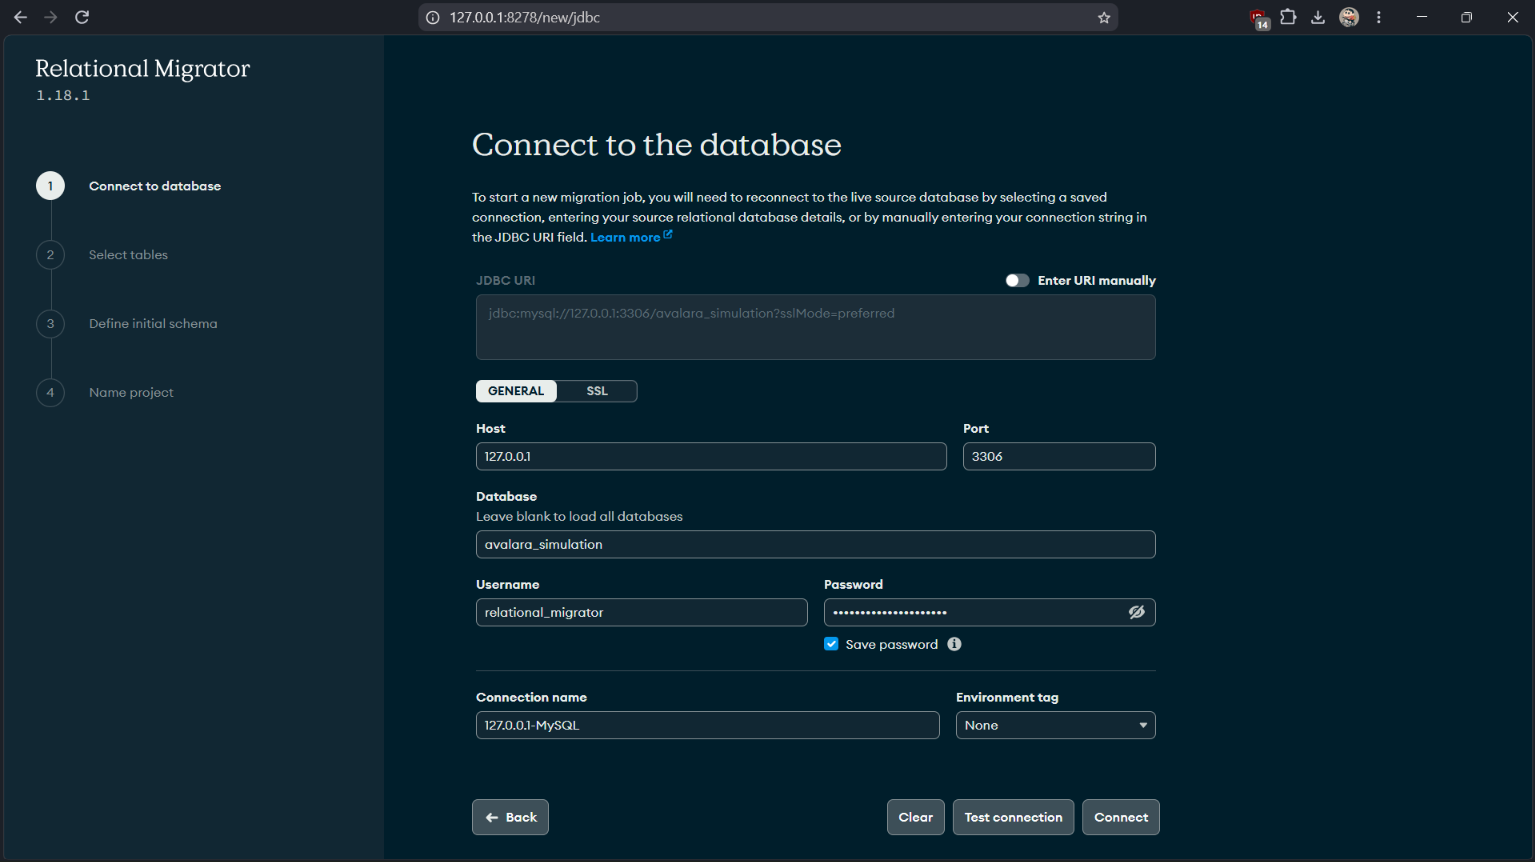 127.0.0.1:8278/new/jdbc
14
Relational Migrator
1.18.1
1 Connect to database
2 Select tables
3 Define initial schema
4 Name project
Connect to the database
To start a new migration job, you will need to reconnect to the live source database by selecting a saved
connection, entering your source relational database details, or by manually entering your connection string in
the JDBC URI field. Learn more
JDBC URI
Enter URI manually
jdbc:mysql://127.0.0.1:3306/avalara_simulation?sslMode=preferred
GENERAL SSL
Host Port
127.0.0.1 3306
Database
Leave blank to load all databases
avalara_simulation
Username Password
relational_migrator •••••••••••••••••••••
Save password
Connection name Environment tag
127.0.0.1-MySQL None
Back Clear Test connection Connect